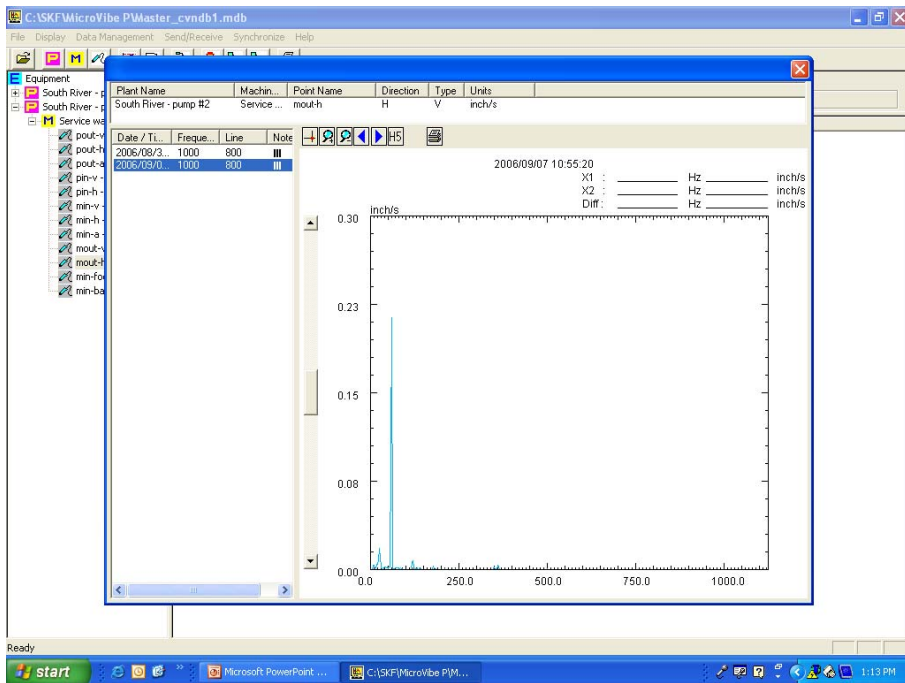 C:\SKF\MicroVibe P\Master_cvndb1.mdb
File Display Data Management Send/Receive Synchronize Help
Equipment
South River - p
South River - p
Service wa
pout-v
pout-h
pout-a
pin-v -
pin-h -
min-v -
min-h -
min-a -
mout-v
mout-h
min-fo
min-ba
Plant Name Machin... Point Name Direction Type Units
South River - pump #2 Service ... mout-h H V inch/s
Date / Ti... Freque... Line Note
2006/08/3... 1000 800
2006/09/0... 1000 800
H5
2006/09/07 10:55:20
X1 : Hz inch/s
X2 : Hz inch/s
Diff : Hz inch/s
inch/s
0.30
0.23
0.15
0.08
0.00
0.0 250.0 500.0 750.0 1000.0
Ready
start Microsoft PowerPoint ... C:\SKF\MicroVibe P\M... 1:13 PM